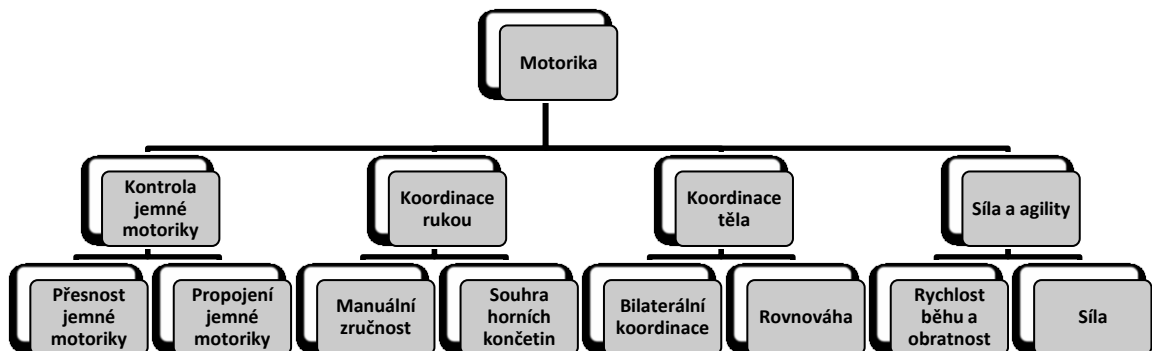 Motorika
Kontrola
jemné
motoriky
Koordinace
rukou
Koordinace
těla
Síla a agility
Přesnost
jemné
motoriky
Propojení
jemné
motoriky
Manuální
zručnost
Souhra
horních
končetin
Bilaterální
koordinace
Rovnováha
Rychlost
běhu a
obratnost
Síla